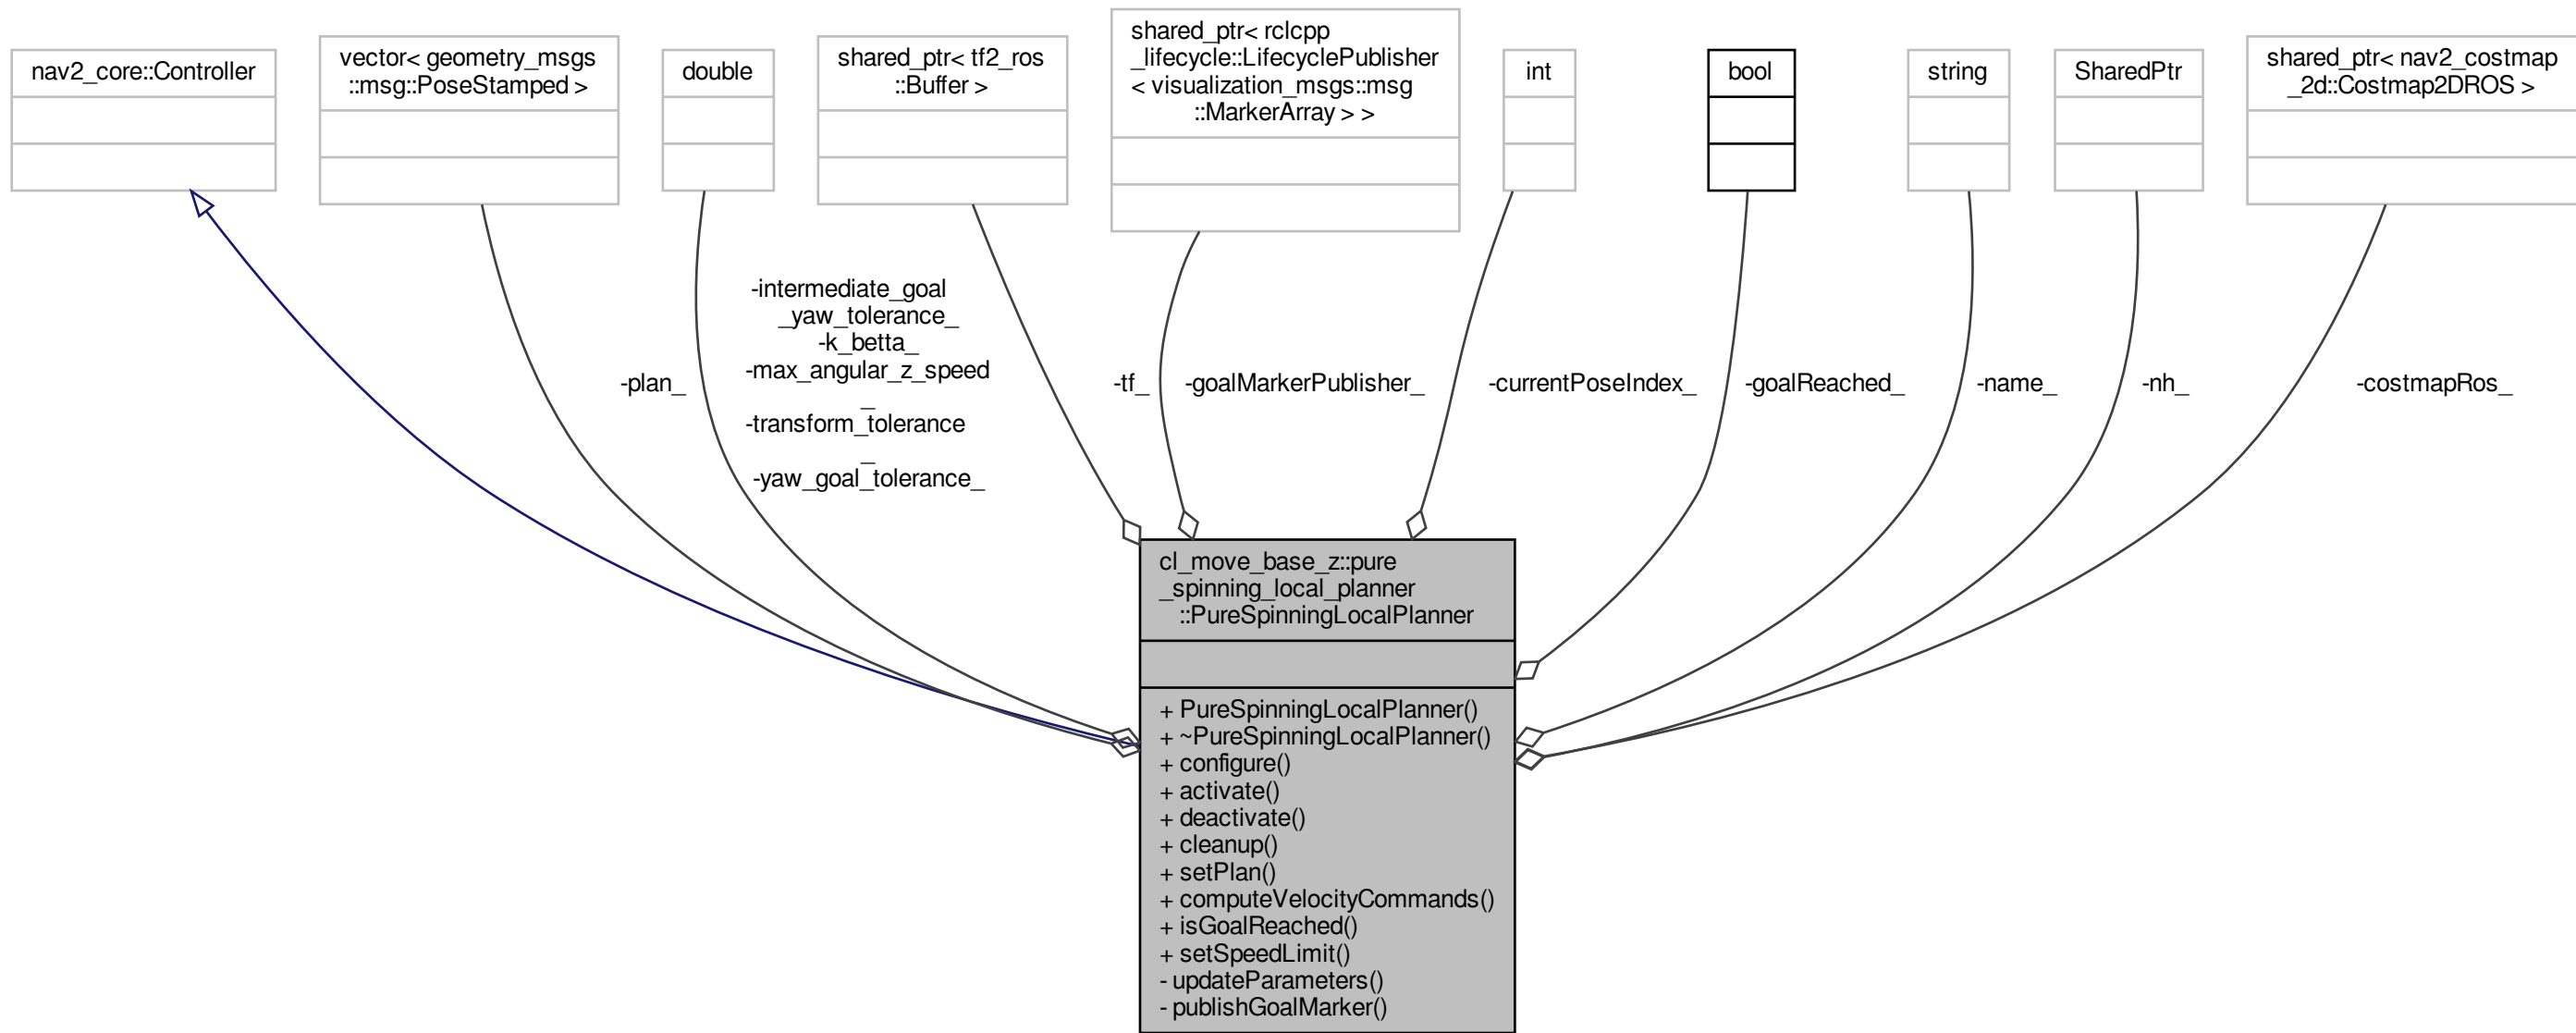 nav2_core::Controller
vector< geometry_msgs
::msg::PoseStamped >
double
shared_ptr< tf2_ros
::Buffer >
shared_ptr< rclcpp
_lifecycle::LifecyclePublisher
< visualization_msgs::msg
::MarkerArray > >
int
bool
string
SharedPtr
shared_ptr< nav2_costmap
_2d::Costmap2DROS >
-plan_
-intermediate_goal
_yaw_tolerance_
-k_betta_
-max_angular_z_speed
_
-transform_tolerance
_
-yaw_goal_tolerance_
-tf_
-goalMarkerPublisher_
-currentPoseIndex_
-goalReached_
-name_
-nh_
-costmapRos_
cl_move_base_z::pure
_spinning_local_planner
::PureSpinningLocalPlanner
+ PureSpinningLocalPlanner()
+ ~PureSpinningLocalPlanner()
+ configure()
+ activate()
+ deactivate()
+ cleanup()
+ setPlan()
+ computeVelocityCommands()
+ isGoalReached()
+ setSpeedLimit()
- updateParameters()
- publishGoalMarker()